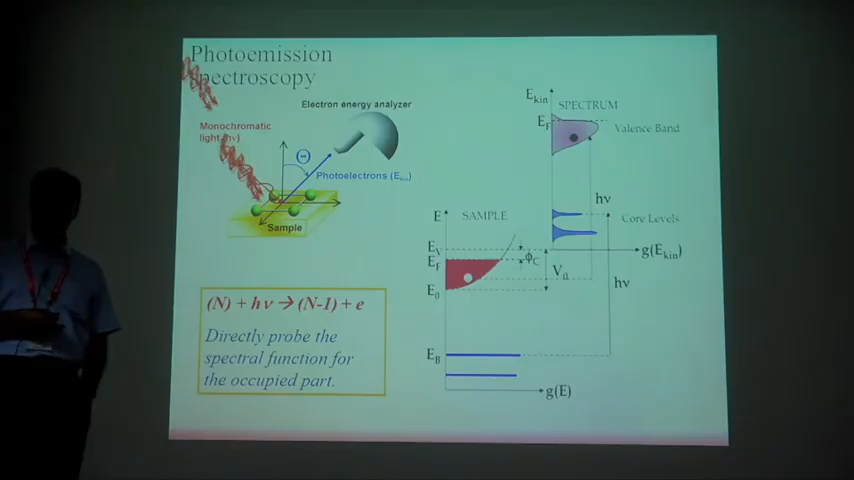 Photoemission
spectroscopy
Electron energy analyzer
Monochromatic
light (hν)
Θ
Photoelectrons (Ekin)
Sample
(N) + hν → (N-1) + e
Directly probe the
spectral function for
the occupied part.
Ekin
SPECTRUM
EF
Valence Band
hν
Core Levels
g(Ekin)
E
SAMPLE
EV
EF
ϕC
V0
E0
hν
EB
g(E)